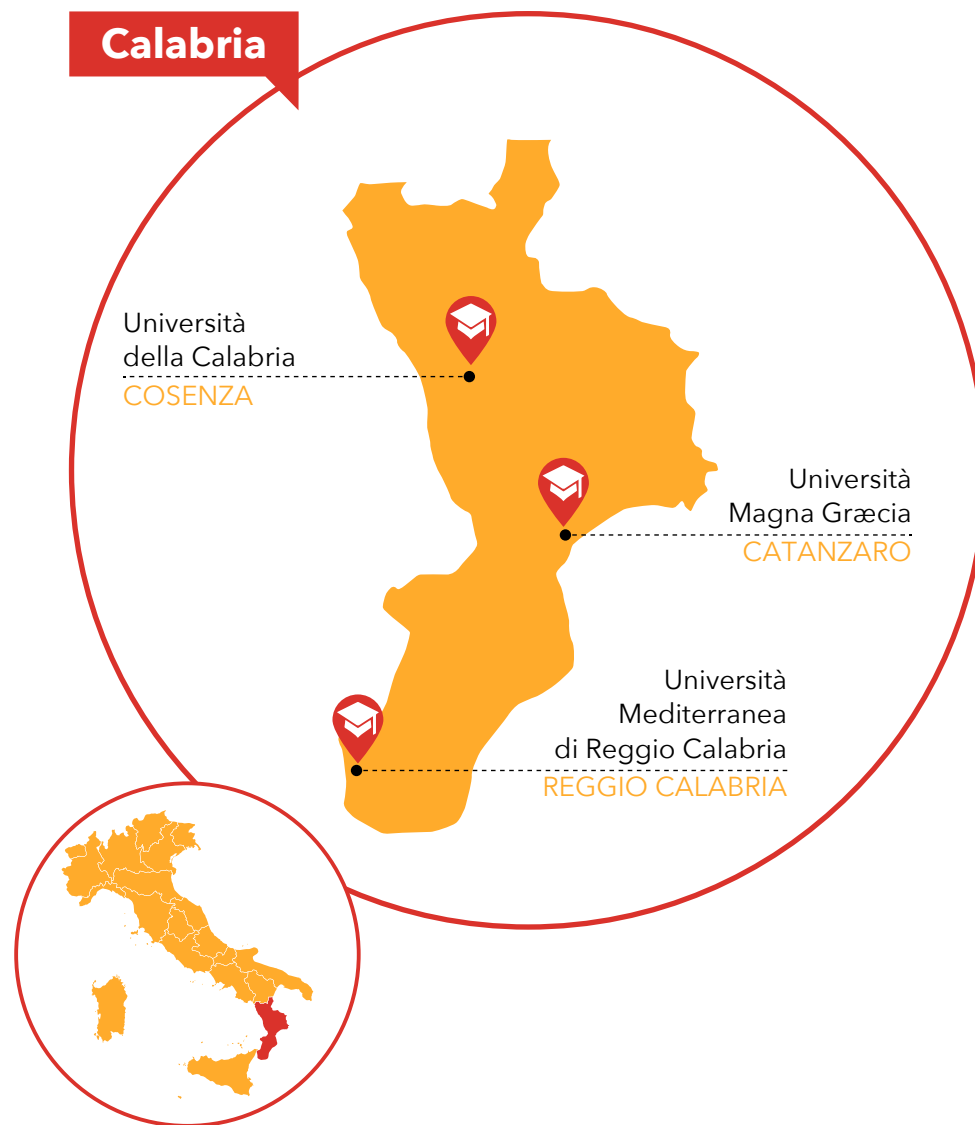 Calabria
Università
della Calabria
COSENZA
Università
Magna Græcia
CATANZARO
Università
Mediterranea
di Reggio Calabria
REGGIO CALABRIA